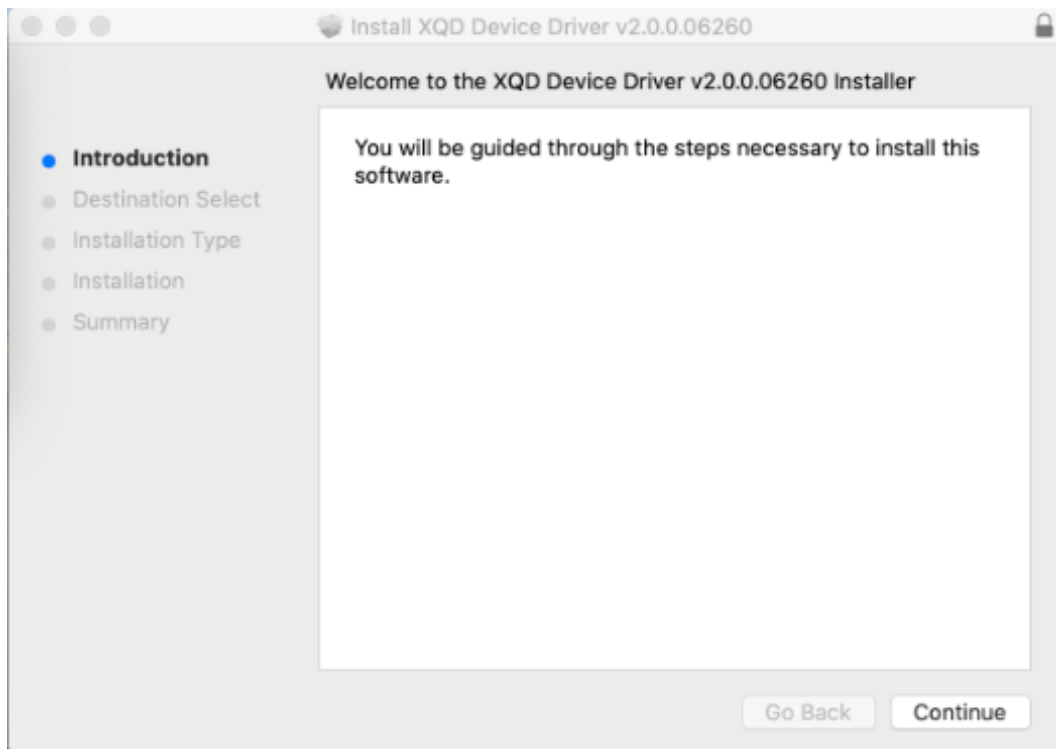 Install XQD Device Driver v2.0.0.06260
Welcome to the XQD Device Driver v2.0.0.06260 Installer
Introduction
Destination Select
Installation Type
Installation
Summary
You will be guided through the steps necessary to install this
software.
Go Back
Continue